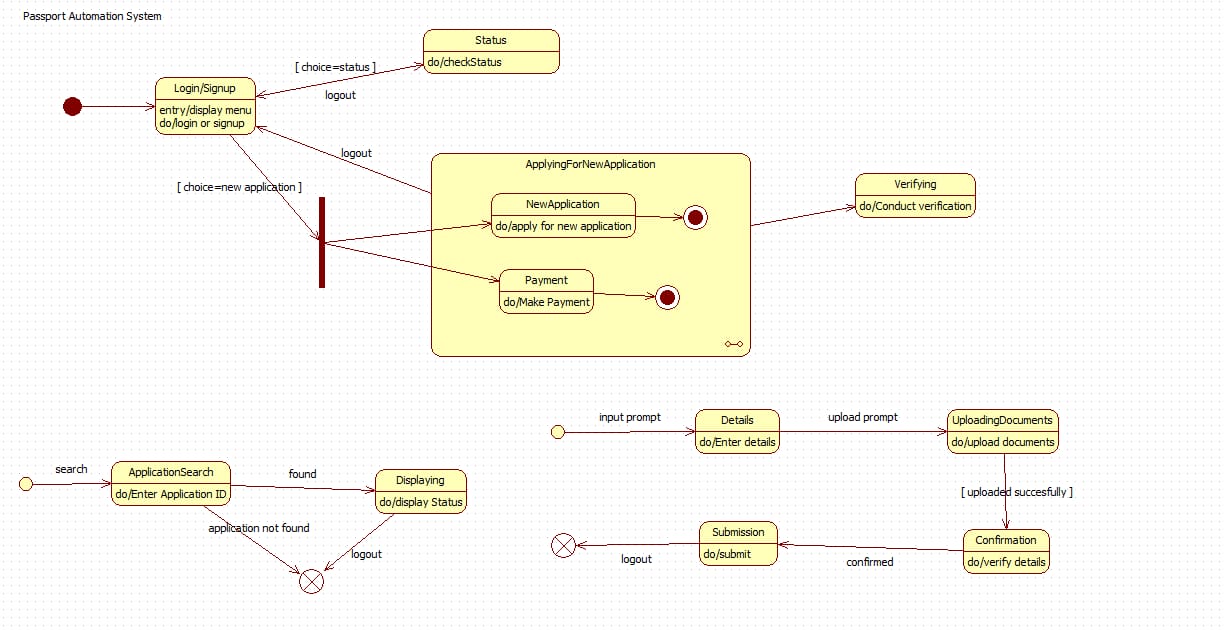 Passport Automation System
Status
do/checkStatus
[ choice=status ]
logout
Login/Signup
entry/display menu
do/login or signup
logout
[ choice=new application ]
ApplyingForNewApplication
NewApplication
do/apply for new application
Payment
do/Make Payment
Verifying
do/Conduct verification
search
ApplicationSearch
do/Enter Application ID
found
Displaying
do/display Status
application not found
logout
input prompt
Details
do/Enter details
upload prompt
UploadingDocuments
do/upload documents
[ uploaded succesfully ]
Confirmation
do/verify details
confirmed
Submission
do/submit
logout